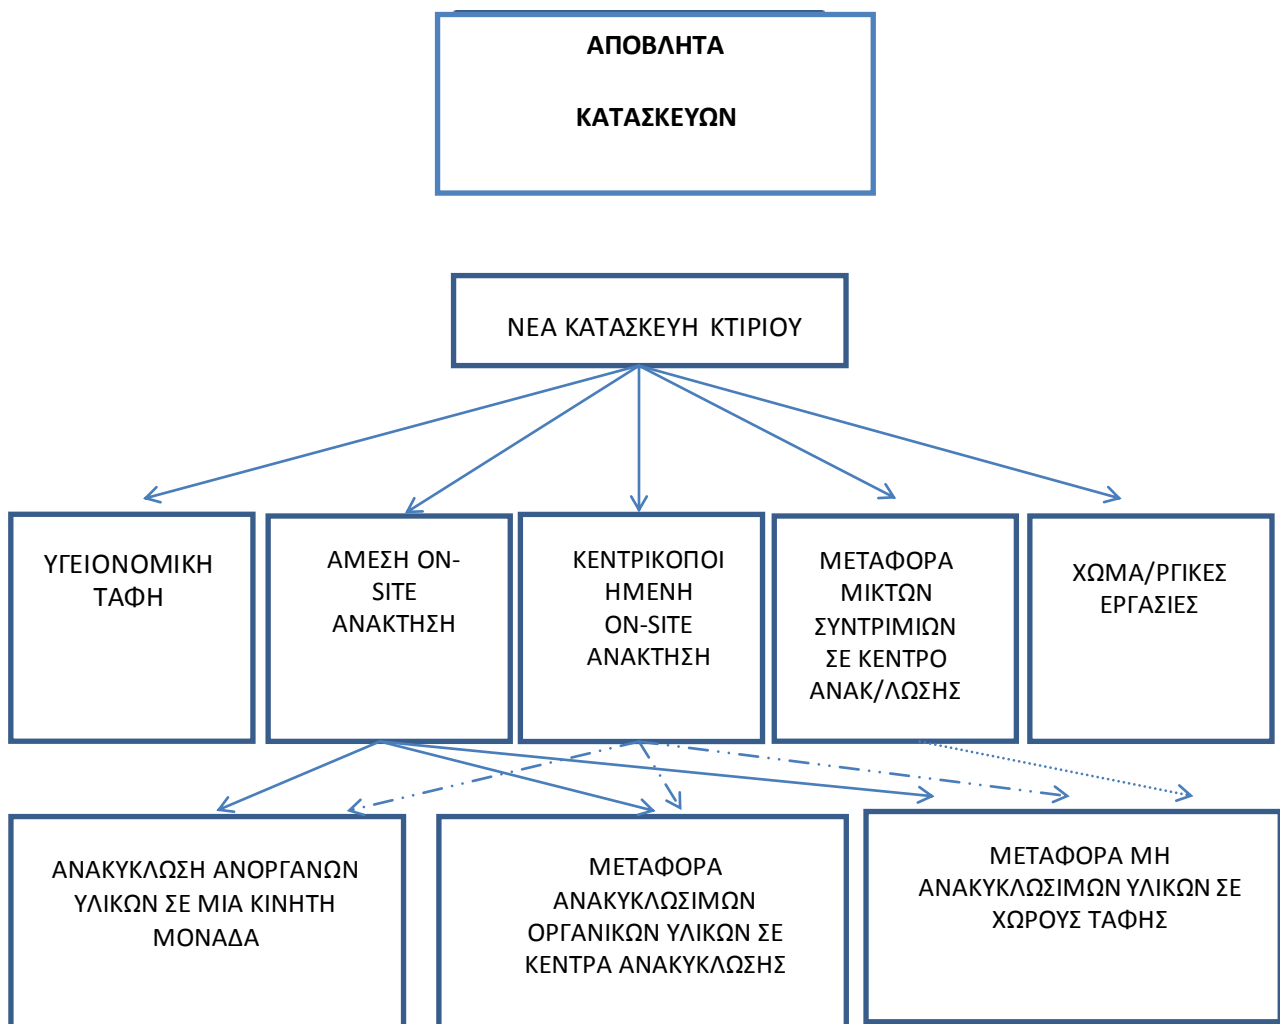 ΑΠΟΒΛΗΤΑ
ΚΑΤΑΣΚΕΥΩΝ
ΝΕΑ ΚΑΤΑΣΚΕΥΗ ΚΤΙΡΙΟΥ
ΥΓΕΙΟΝΟΜΙΚΗ
ΤΑΦΗ
ΑΜΕΣΗ ON-
SITE
ΑΝΑΚΤΗΣΗ
ΚΕΝΤΡΙΚΟΠΟΙ
ΗΜΕΝΗ
ON-SITE
ΑΝΑΚΤΗΣΗ
ΜΕΤΑΦΟΡΑ
ΜΙΚΤΩΝ
ΣΥΝΤΡΙΜΙΩΝ
ΣΕ ΚΕΝΤΡΟ
ΑΝΑΚ/ΛΩΣΗΣ
ΧΩΜΑ/ΡΓΙΚΕΣ
ΕΡΓΑΣΙΕΣ
ΑΝΑΚΥΚΛΩΣΗ ΑΝΟΡΓΑΝΩΝ
ΥΛΙΚΩΝ ΣΕ ΜΙΑ ΚΙΝΗΤΗ
ΜΟΝΑΔΑ
ΜΕΤΑΦΟΡΑ
ΑΝΑΚΥΚΛΩΣΙΜΩΝ
ΟΡΓΑΝΙΚΩΝ ΥΛΙΚΩΝ ΣΕ
ΚΕΝΤΡΑ ΑΝΑΚΥΚΛΩΣΗΣ
ΜΕΤΑΦΟΡΑ ΜΗ
ΑΝΑΚΥΚΛΩΣΙΜΩΝ ΥΛΙΚΩΝ ΣΕ
ΧΩΡΟΥΣ ΤΑΦΗΣ